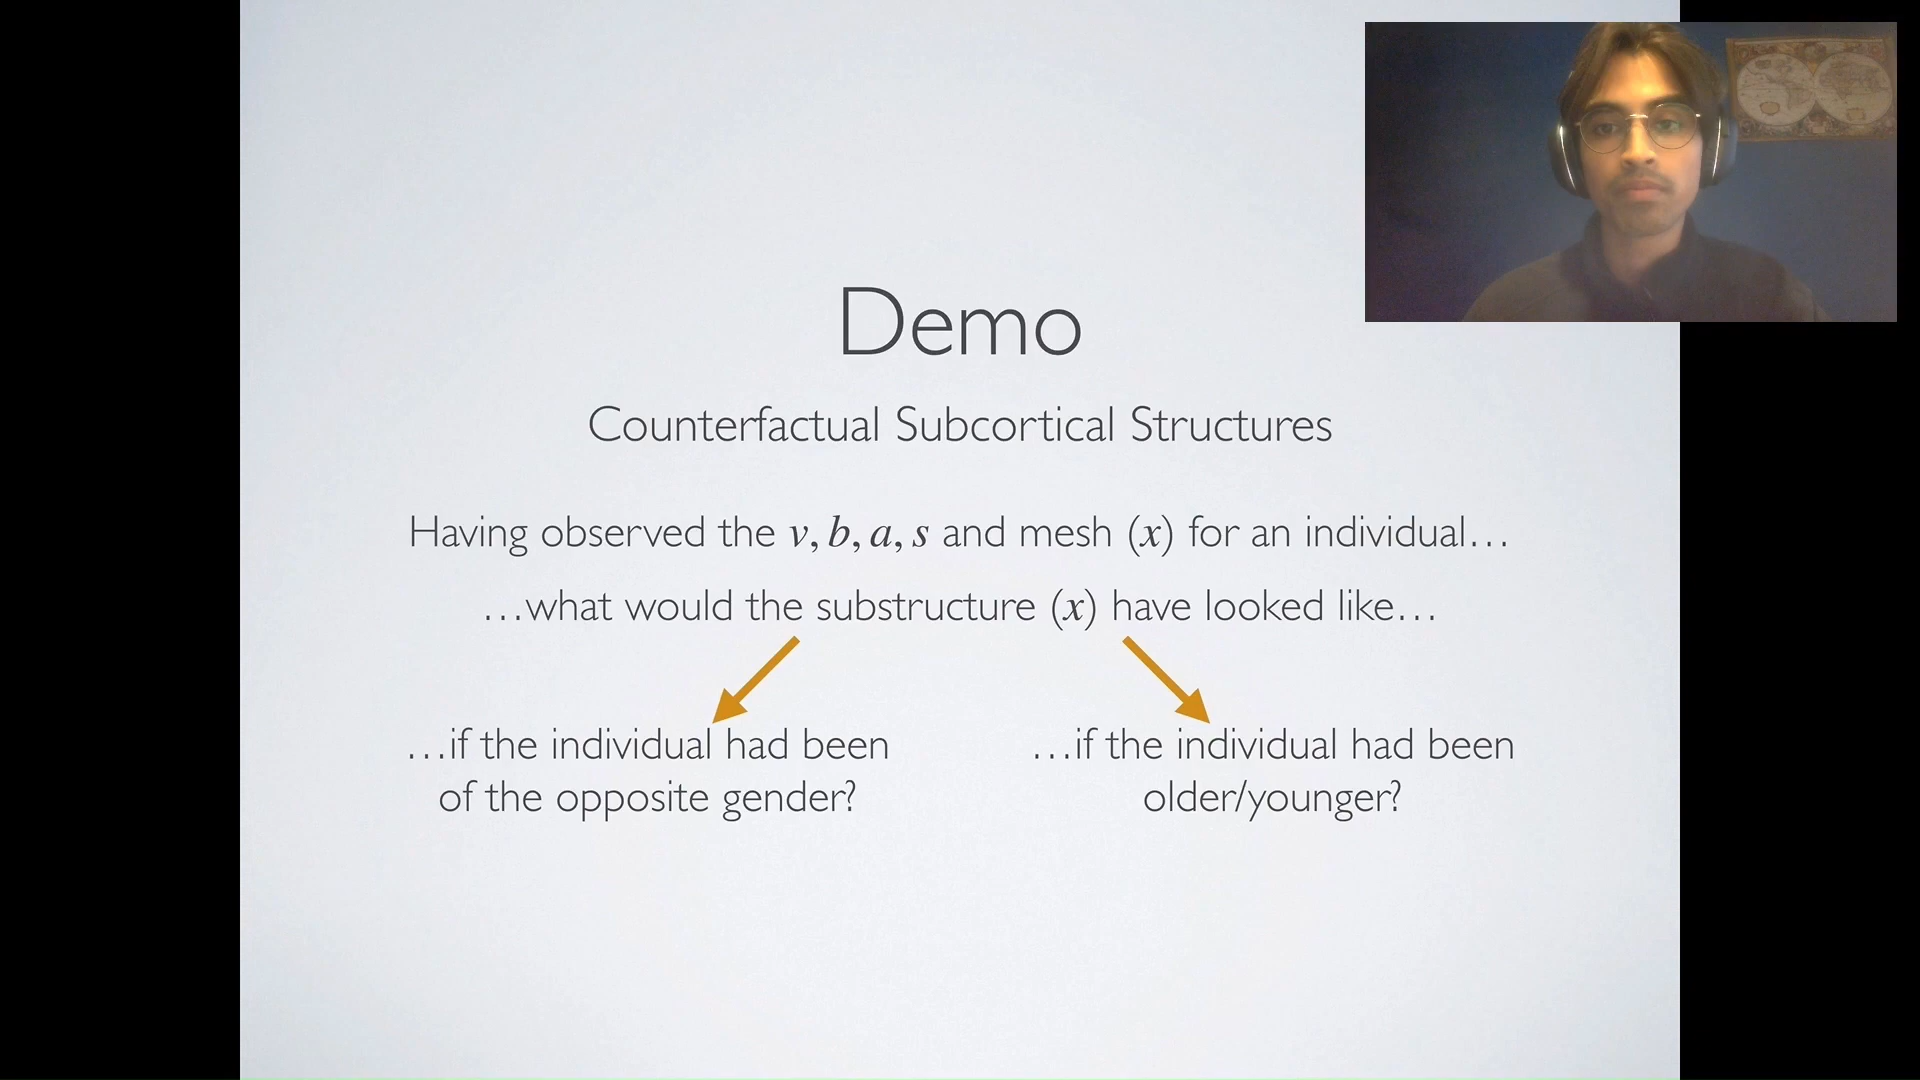 Demo
Counterfactual Subcortical Structures
Having observed the v, b, a, s and mesh (x) for an individual…
…what would the substructure (x) have looked like…
…if the individual had been
of the opposite gender?
…if the individual had been
older/younger?